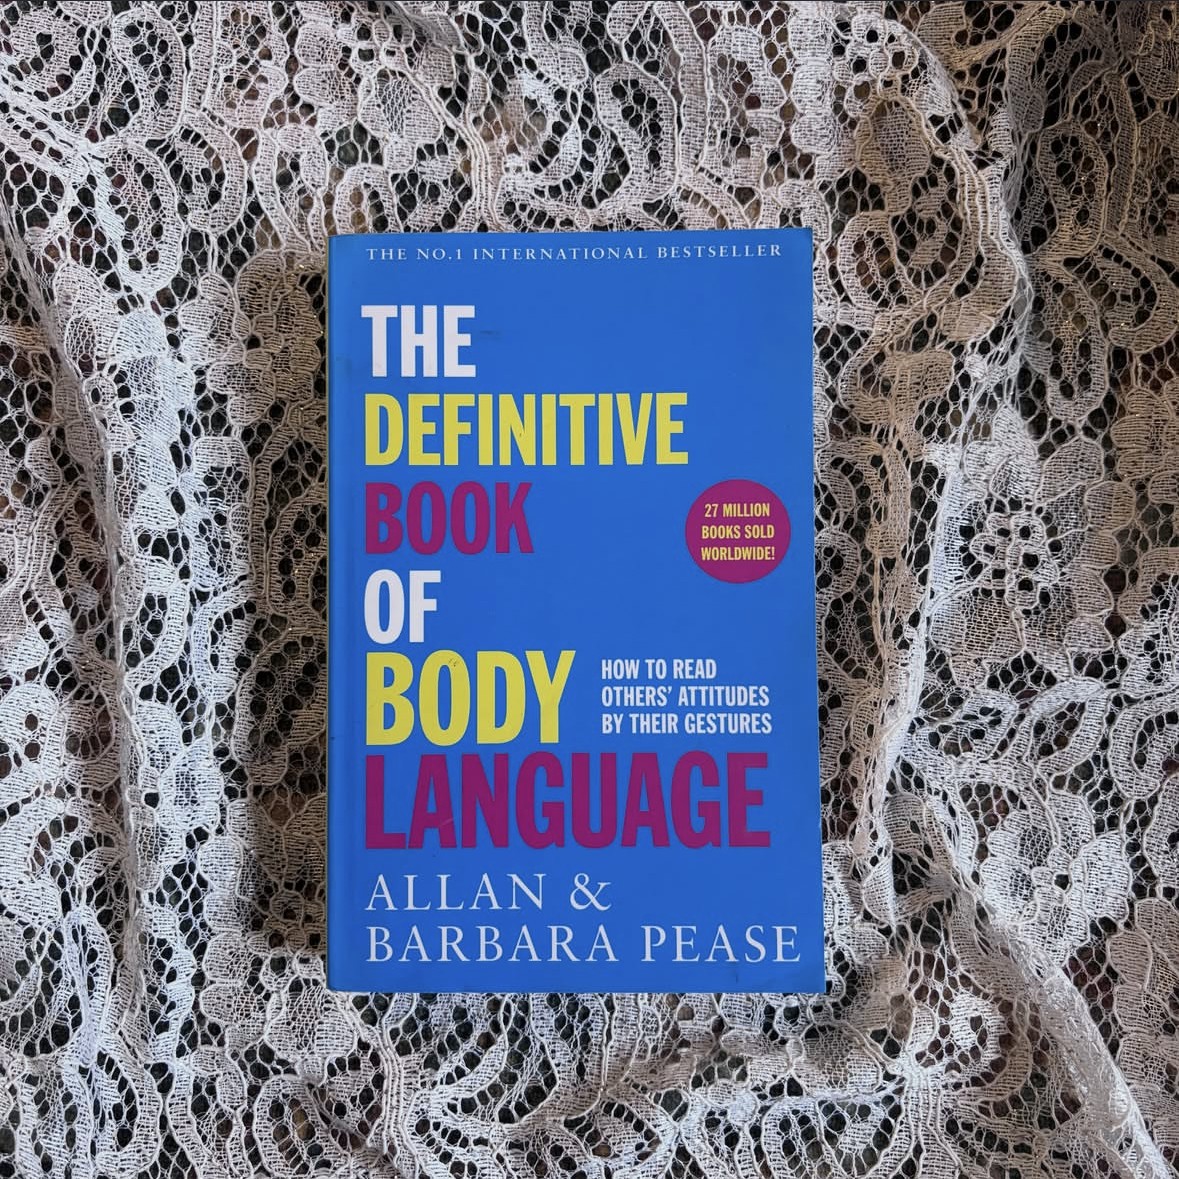 THE NO.1 INTERNATIONAL BESTSELLER
THE
DEFINITIVE
BOOK
27 MILLION
BOOKS SOLD
WORLDWIDE!
OF
BODY
HOW TO READ
OTHERS' ATTITUDES
BY THEIR GESTURES
LANGUAGE
ALLAN &
BARBARA PEASE